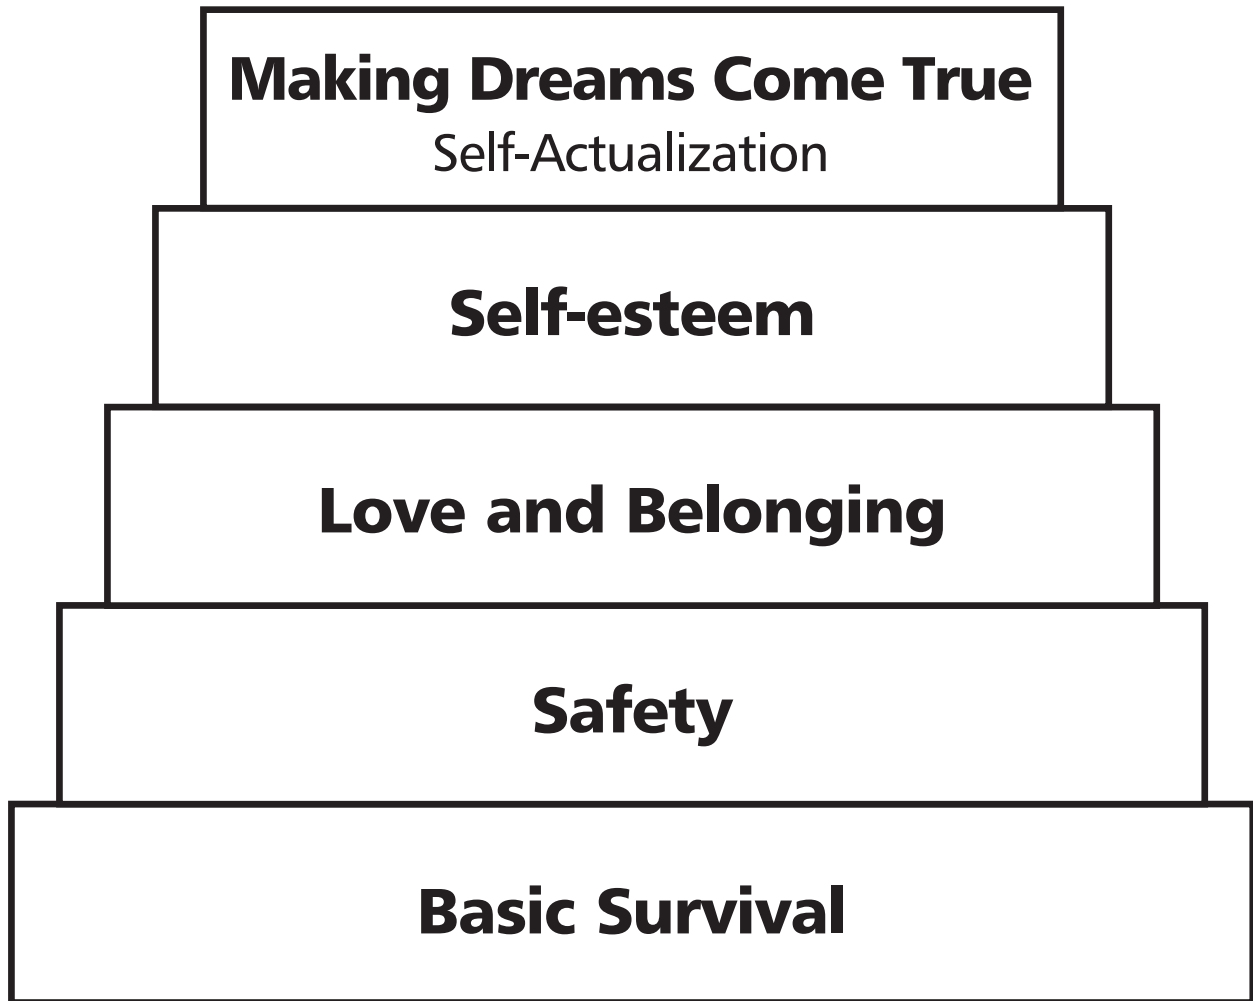 Making Dreams Come True
Self-Actualization
Self-esteem
Love and Belonging
Safety
Basic Survival